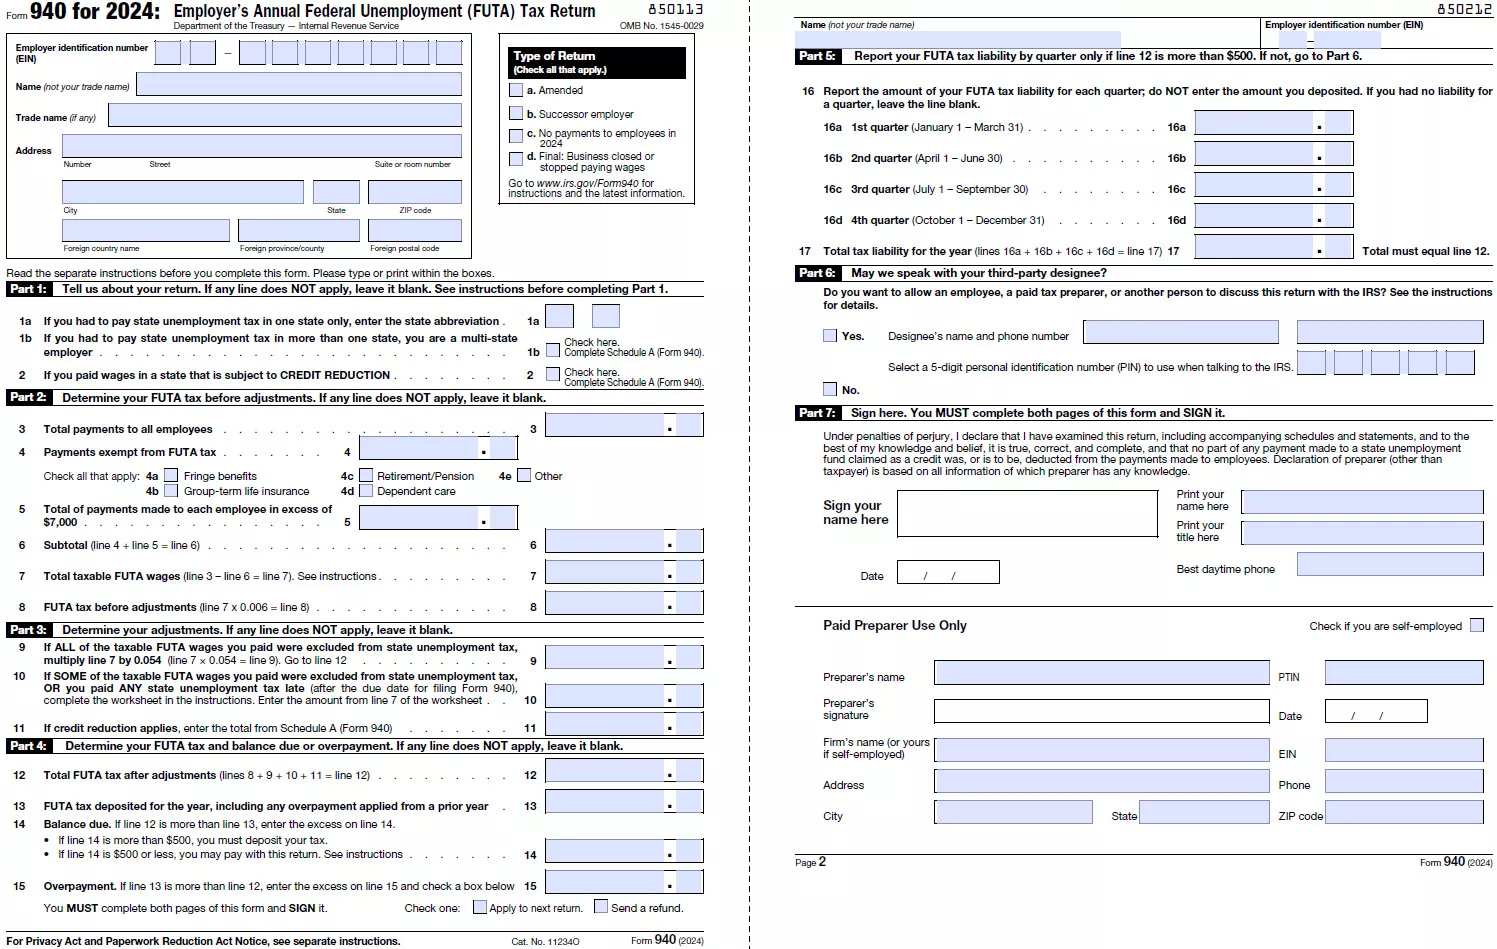 Form 940 for 2024: Employer's Annual Federal Unemployment (FUTA) Tax Return
850113
Department of the Treasury — Internal Revenue Service
OMB No. 1545-0029
Employer identification number
(EIN)
–
Name (not your trade name)
Trade name (if any)
Address
Number Street Suite or room number
City State ZIP code
Foreign country name Foreign province/county Foreign postal code
Type of Return
(Check all that apply.)
a. Amended
b. Successor employer
c. No payments to employees in
2024
d. Final: Business closed or
stopped paying wages
Go to www.irs.gov/Form940 for
instructions and the latest information.
Read the separate instructions before you complete this form. Please type or print within the boxes.
Part 1: Tell us about your return. If any line does NOT apply, leave it blank. See instructions before completing Part 1.
1a If you had to pay state unemployment tax in one state only, enter the state abbreviation . 1a
1b If you had to pay state unemployment tax in more than one state, you are a multi-state
employer . . . . . . . . . . . . . . . . . . . . . . . . 1b
Check here.
Complete Schedule A (Form 940).
2 If you paid wages in a state that is subject to CREDIT REDUCTION . . . . . . . 2
Check here.
Complete Schedule A (Form 940).
Part 2: Determine your FUTA tax before adjustments. If any line does NOT apply, leave it blank.
3 Total payments to all employees . . . . . . . . . . . . . . . . . 3 .
4 Payments exempt from FUTA tax . . . . . . . 4 .
Check all that apply: 4a Fringe benefits 4c Retirement/Pension 4e Other
4b Group-term life insurance 4d Dependent care
5 Total of payments made to each employee in excess of
$7,000 . . . . . . . . . . . . . . . . 5 .
6 Subtotal (line 4 + line 5 = line 6) . . . . . . . . . . . . . . . . . . 6 .
7 Total taxable FUTA wages (line 3 – line 6 = line 7). See instructions . . . . . . . . 7 .
8 FUTA tax before adjustments (line 7 x 0.006 = line 8) . . . . . . . . . . . . 8 .
Part 3: Determine your adjustments. If any line does NOT apply, leave it blank.
9 If ALL of the taxable FUTA wages you paid were excluded from state unemployment tax,
multiply line 7 by 0.054 (line 7 × 0.054 = line 9). Go to line 12 . . . . . . . . . 9 .
10 If SOME of the taxable FUTA wages you paid were excluded from state unemployment tax,
OR you paid ANY state unemployment tax late (after the due date for filing Form 940),
complete the worksheet in the instructions. Enter the amount from line 7 of the worksheet . . 10 .
11 If credit reduction applies, enter the total from Schedule A (Form 940) . . . . . . 11 .
Part 4: Determine your FUTA tax and balance due or overpayment. If any line does NOT apply, leave it blank.
12 Total FUTA tax after adjustments (lines 8 + 9 + 10 + 11 = line 12) . . . . . . . . 12 .
13 FUTA tax deposited for the year, including any overpayment applied from a prior year . 13 .
14 Balance due. If line 12 is more than line 13, enter the excess on line 14.
• If line 14 is more than $500, you must deposit your tax.
• If line 14 is $500 or less, you may pay with this return. See instructions . . . . . . 14 .
15 Overpayment. If line 13 is more than line 12, enter the excess on line 15 and check a box below 15 .
You MUST complete both pages of this form and SIGN it. Check one: Apply to next return. Send a refund.
For Privacy Act and Paperwork Reduction Act Notice, see separate instructions. Cat. No. 11234O Form 940 (2024)
850212
Name (not your trade name) Employer identification number (EIN)
–
Part 5: Report your FUTA tax liability by quarter only if line 12 is more than $500. If not, go to Part 6.
16 Report the amount of your FUTA tax liability for each quarter; do NOT enter the amount you deposited. If you had no liability for
a quarter, leave the line blank.
16a 1st quarter (January 1 – March 31) . . . . . . . . . 16a .
16b 2nd quarter (April 1 – June 30) . . . . . . . . . . 16b .
16c 3rd quarter (July 1 – September 30) . . . . . . . . 16c .
16d 4th quarter (October 1 – December 31) . . . . . . . 16d .
17 Total tax liability for the year (lines 16a + 16b + 16c + 16d = line 17) 17 . Total must equal line 12.
Part 6: May we speak with your third-party designee?
Do you want to allow an employee, a paid tax preparer, or another person to discuss this return with the IRS? See the instructions
for details.
Yes. Designee's name and phone number
Select a 5-digit personal identification number (PIN) to use when talking to the IRS.
No.
Part 7: Sign here. You MUST complete both pages of this form and SIGN it.
Under penalties of perjury, I declare that I have examined this return, including accompanying schedules and statements, and to the
best of my knowledge and belief, it is true, correct, and complete, and that no part of any payment made to a state unemployment
fund claimed as a credit was, or is to be, deducted from the payments made to employees. Declaration of preparer (other than
taxpayer) is based on all information of which preparer has any knowledge.
Sign your
name here
Print your
name here
Print your
title here
Date / /
Best daytime phone
Paid Preparer Use Only Check if you are self-employed
Preparer's name PTIN
Preparer's
signature
Date / /
Firm's name (or yours
if self-employed)
EIN
Address Phone
City State ZIP code
Page 2 Form 940 (2024)